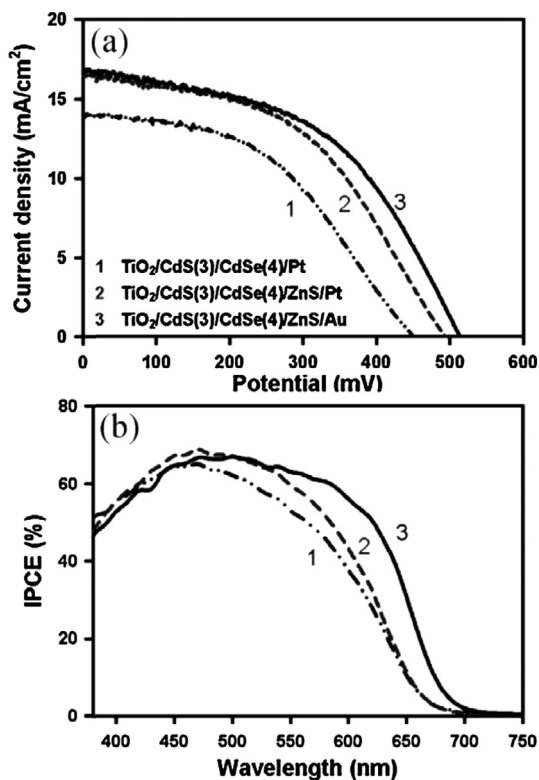 (a)
Current density (mA/cm²)
20
15
10
5
0
1
2
3
1 TiO₂/CdS(3)/CdSe(4)/Pt
2 TiO₂/CdS(3)/CdSe(4)/ZnS/Pt
3 TiO₂/CdS(3)/CdSe(4)/ZnS/Au
0 100 200 300 400 500 600
Potential (mV)
(b)
IPCE (%)
80
60
40
20
0
1
2
3
400 450 500 550 600 650 700 750
Wavelength (nm)